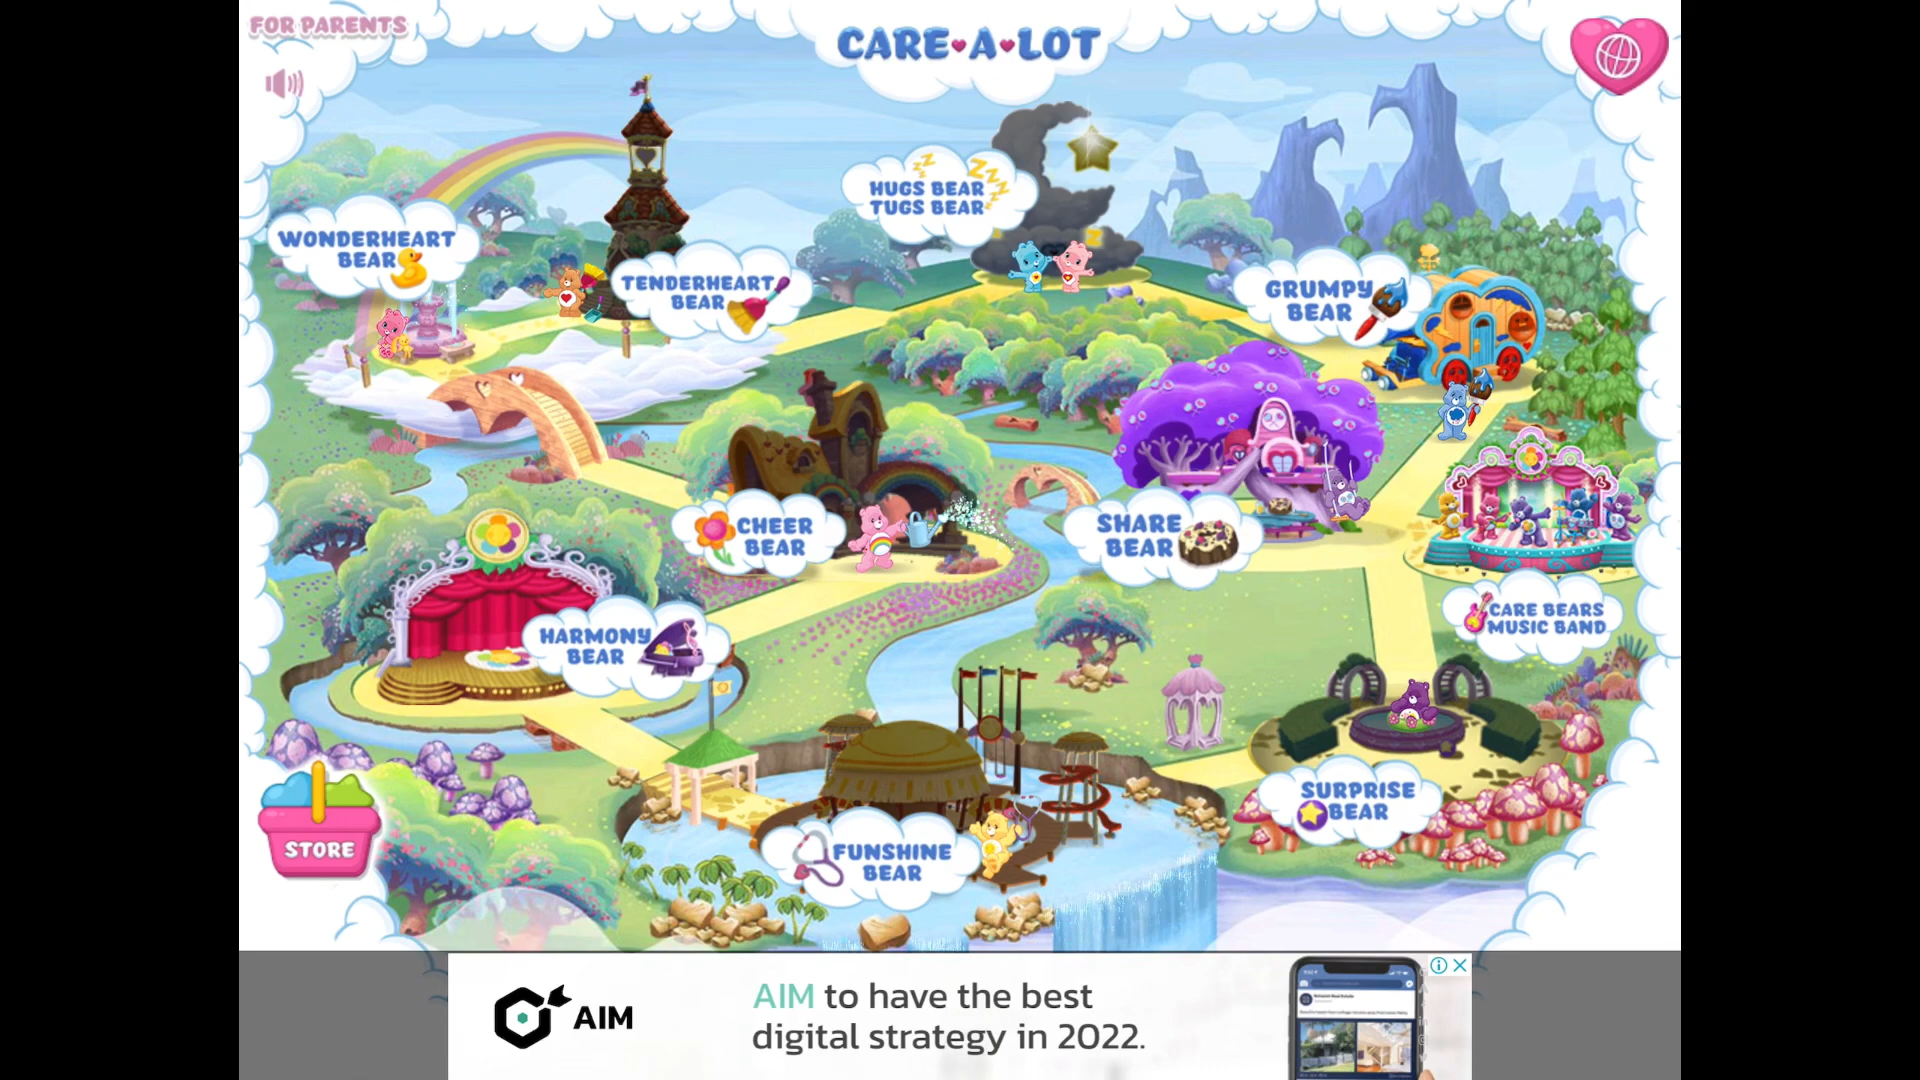 FOR PARENTS
CARE A LOT
HUGS BEAR
TUGS BEAR
WONDERHEART
BEAR
TENDERHEART
BEAR
GRUMPY
BEAR
CHEER
BEAR
SHARE
BEAR
CARE BEARS
MUSIC BAND
HARMONY
BEAR
SURPRISE
BEAR
STORE
FUNSHINE
BEAR
AIM
AIM to have the best
digital strategy in 2022.